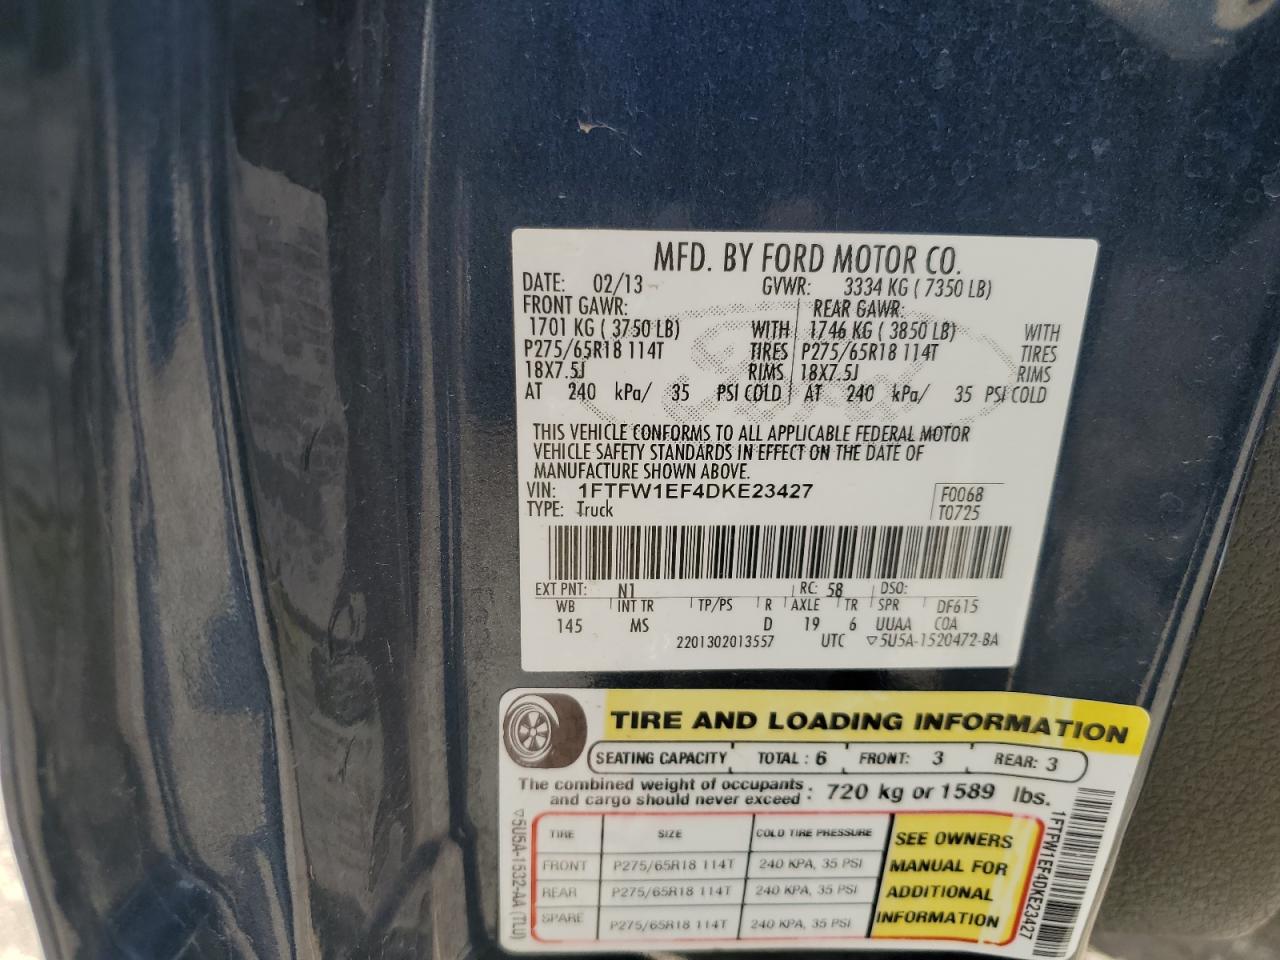 MFD. BY FORD MOTOR CO.
DATE: 02/13 GVWR: 3334 KG ( 7350 LB)
FRONT GAWR: REAR GAWR:
1701 KG ( 3750 LB) WITH 1746 KG ( 3850 LB) WITH
P275/65R18 114T TIRES P275/65R18 114T TIRES
18X7.5J RIMS 18X7.5J RIMS
AT 240 kPa/ 35 PSI COLD AT 240 kPa/ 35 PSI COLD
THIS VEHICLE CONFORMS TO ALL APPLICABLE FEDERAL MOTOR
VEHICLE SAFETY STANDARDS IN EFFECT ON THE DATE OF
MANUFACTURE SHOWN ABOVE.
VIN: 1FTFW1EF4DKE23427 F0068
TYPE: Truck T0725
EXT PNT: N1 RC: 58 DSO:
WB INT TR TP/PS R AXLE TR SPR DF615
145 MS D 19 6 UUAA COA
2201302013557 UTC ▽5U5A-1520472-BA
TIRE AND LOADING INFORMATION
SEATING CAPACITY TOTAL : 6 FRONT: 3 REAR: 3
The combined weight of occupants
and cargo should never exceed : 720 kg or 1589 lbs.
TIRE SIZE COLD TIRE PRESSURE
FRONT P275/65R18 114T 240 KPA, 35 PSI
REAR P275/65R18 114T 240 KPA, 35 PSI
SPARE P275/65R18 114T 240 KPA, 35 PSI
SEE OWNERS
MANUAL FOR
ADDITIONAL
INFORMATION
▽5U5A-1532-AA (TLU)
1FTFW1EF4DKE23427